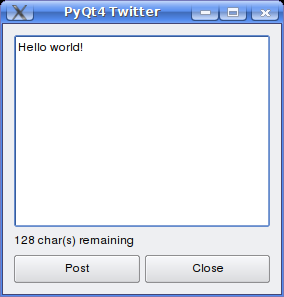 PyQt4 Twitter
Hello world!
128 char(s) remaining
Post
Close